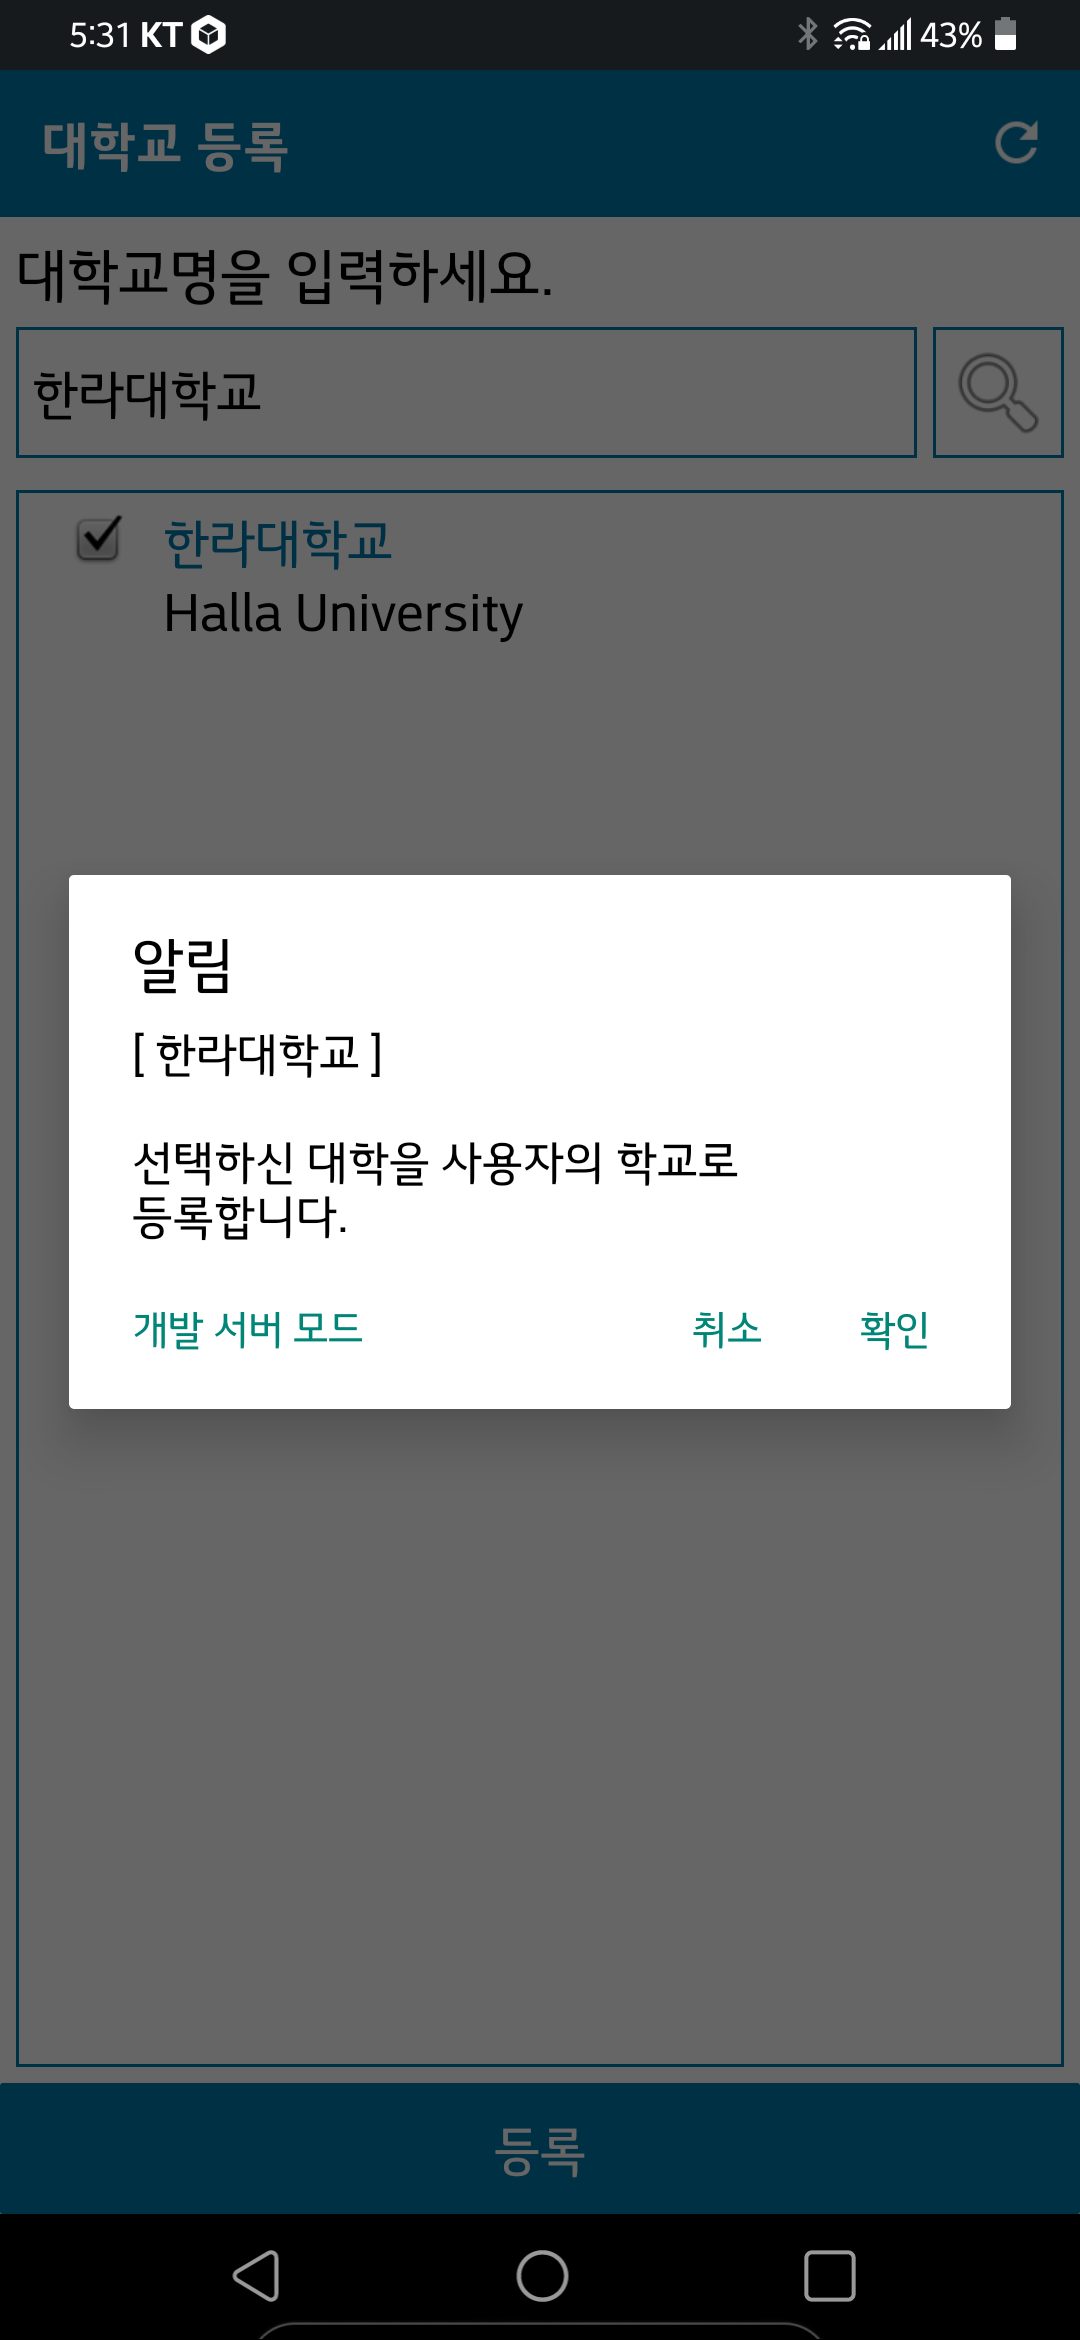 5:31 KT 43%
대학교 등록
대학교명을 입력하세요.
한라대학교
한라대학교
Halla University
알림
[ 한라대학교 ]
선택하신 대학을 사용자의 학교로
등록합니다.
개발 서버 모드 취소 확인
등록